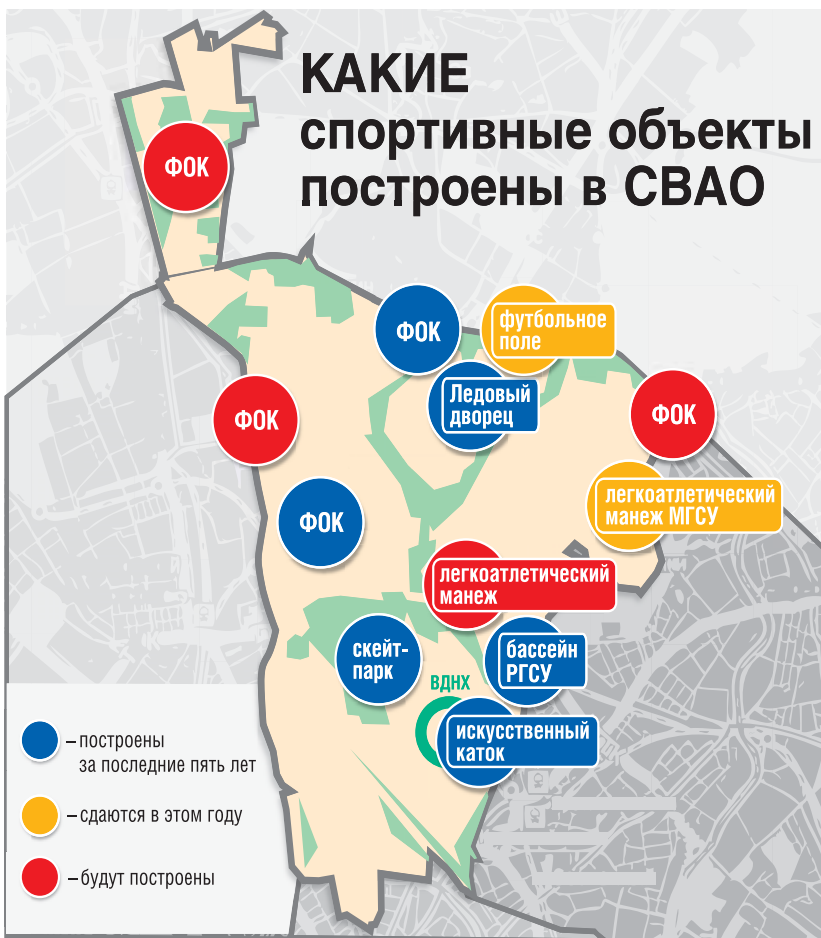 КАКИЕ
спортивные объекты
построены в СВАО
ФОК
ФОК
футбольное
поле
Ледовый
дворец
ФОК
ФОК
легкоатлетический
манеж МГСУ
ФОК
легкоатлетический
манеж
скейт-
парк
бассейн
РГСУ
ВДНХ
искусственный
каток
– построены
за последние пять лет
– сдаются в этом году
– будут построены